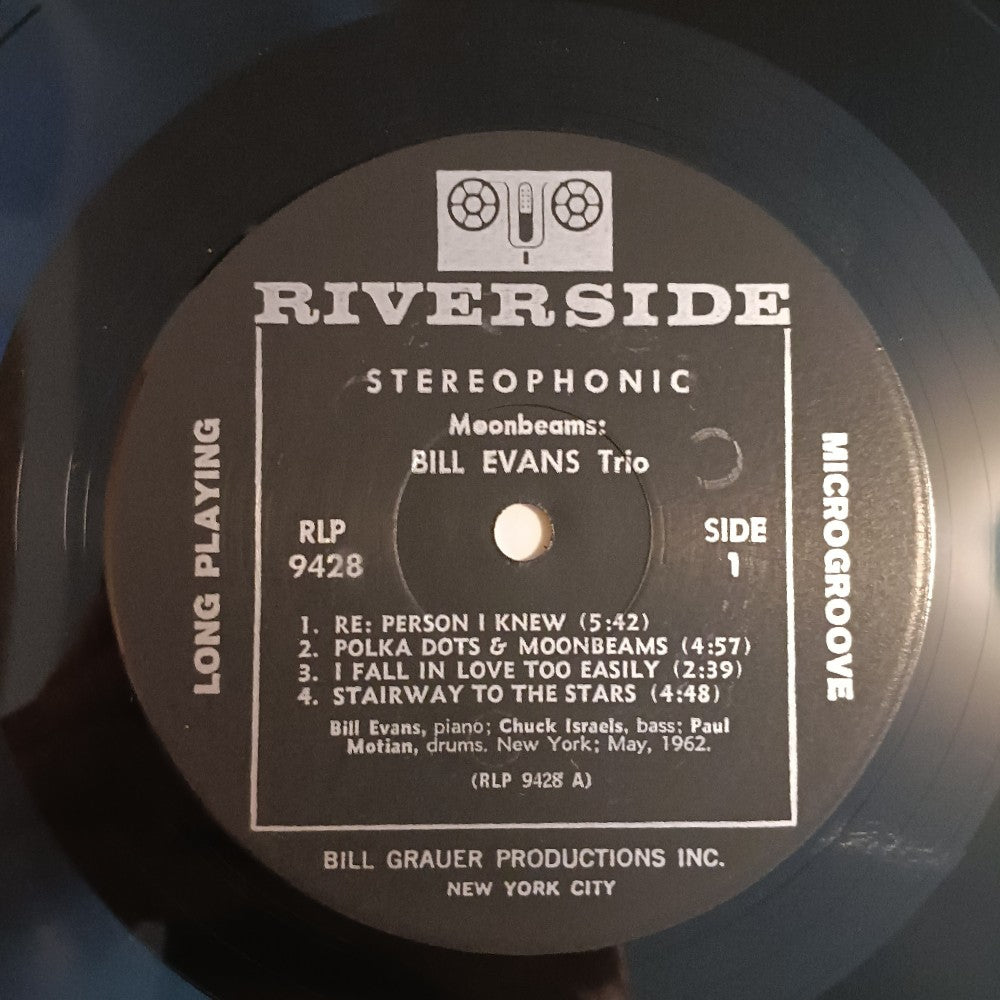 RIVERSIDE
STEREOPHONIC
Moonbeams:
BILL EVANS Trio
LONG PLAYING
MICROGROOVE
RLP
9428
SIDE
1
1. RE: PERSON I KNEW (5:42)
2. POLKA DOTS & MOONBEAMS (4:57)
3. I FALL IN LOVE TOO EASILY (2:39)
4. STAIRWAY TO THE STARS (4:48)
Bill Evans, piano; Chuck Israels, bass; Paul
Motian, drums. New York; May, 1962.
(RLP 9428 A)
BILL GRAUER PRODUCTIONS INC.
NEW YORK CITY